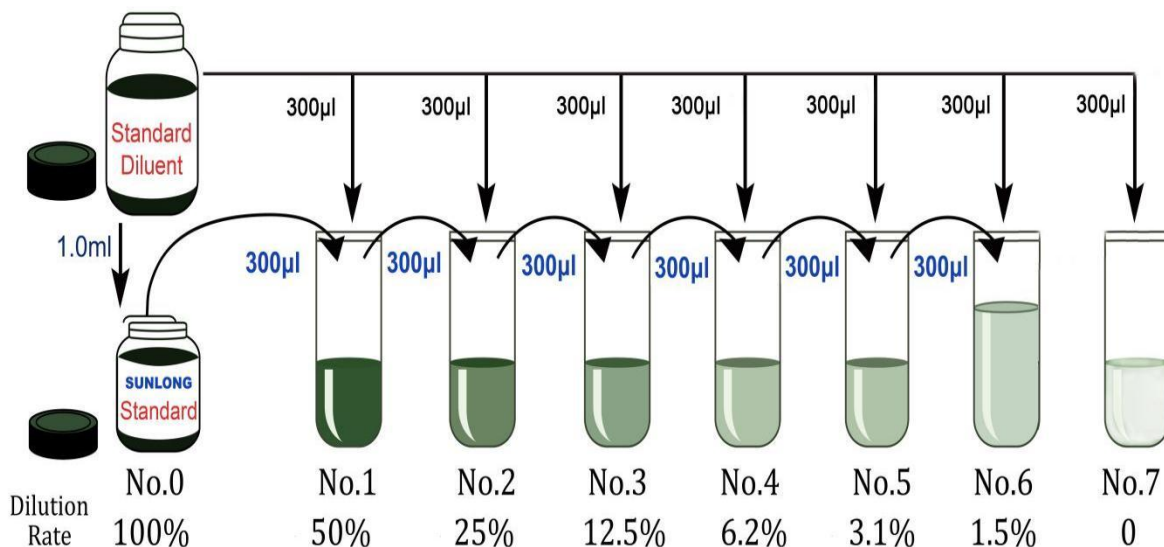 300µl 300µl 300µl 300µl 300µl 300µl 300µl
Standard
Diluent
1.0ml
300µl 300µl 300µl 300µl 300µl 300µl
SUNLONG
Standard
No.0 No.1 No.2 No.3 No.4 No.5 No.6 No.7
Dilution
Rate 100% 50% 25% 12.5% 6.2% 3.1% 1.5% 0